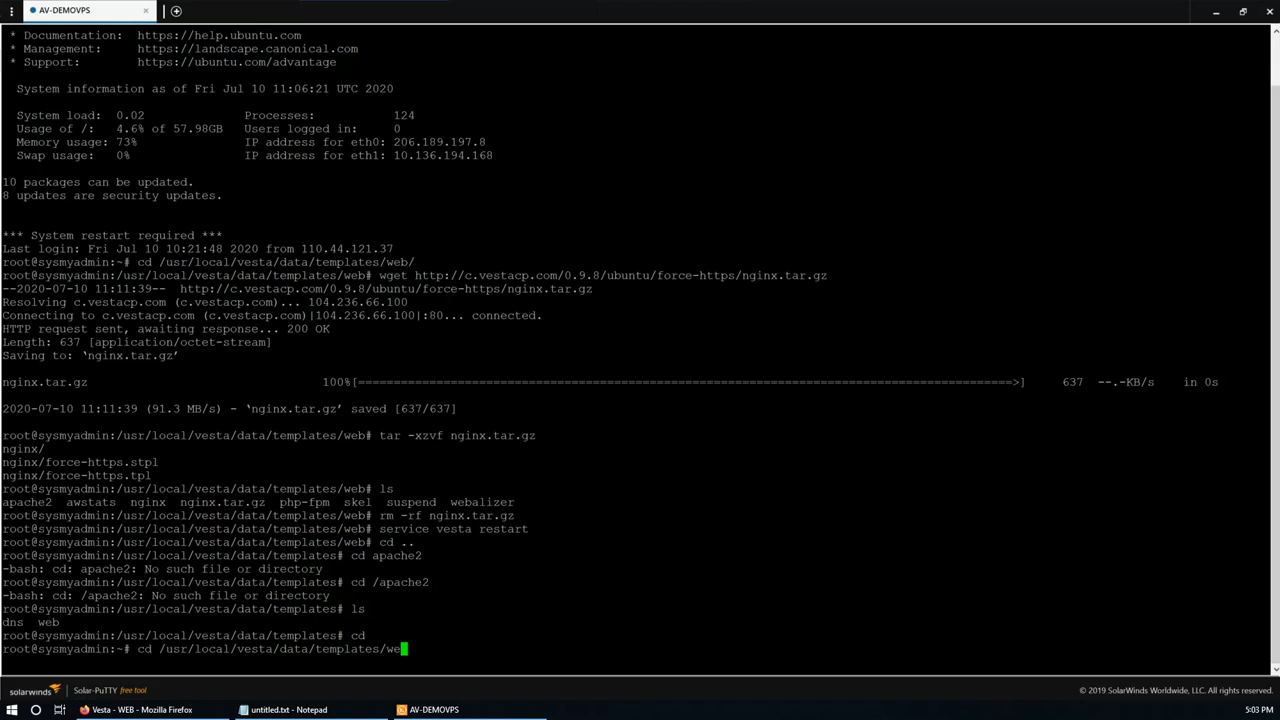 AV-DEMOVPS
* Documentation:  https://help.ubuntu.com
* Management:     https://landscape.canonical.com
* Support:        https://ubuntu.com/advantage
System information as of Fri Jul 10 11:06:21 UTC 2020
System load:  0.02               Processes:           124
Usage of /:   4.6% of 57.98GB   Users logged in:     0
Memory usage: 73%                IP address for eth0: 206.189.197.8
Swap usage:   0%                 IP address for eth1: 10.136.194.168
10 packages can be updated.
8 updates are security updates.
*** System restart required ***
Last login: Fri Jul 10 10:21:48 2020 from 110.44.121.37
root@sysmyadmin:~# cd /usr/local/vesta/data/templates/web/
root@sysmyadmin:/usr/local/vesta/data/templates/web# wget http://c.vestacp.com/0.9.8/ubuntu/force-https/nginx.tar.gz
--2020-07-10 11:11:39--  http://c.vestacp.com/0.9.8/ubuntu/force-https/nginx.tar.gz
Resolving c.vestacp.com (c.vestacp.com)... 104.236.66.100
Connecting to c.vestacp.com (c.vestacp.com)|104.236.66.100|:80... connected.
HTTP request sent, awaiting response... 200 OK
Length: 637 [application/octet-stream]
Saving to: ‘nginx.tar.gz’
nginx.tar.gz                 100%[============================================================================================>]     637  --.-KB/s    in 0s
2020-07-10 11:11:39 (91.3 MB/s) - ‘nginx.tar.gz’ saved [637/637]
root@sysmyadmin:/usr/local/vesta/data/templates/web# tar -xzvf nginx.tar.gz
nginx/
nginx/force-https.stpl
nginx/force-https.tpl
root@sysmyadmin:/usr/local/vesta/data/templates/web# ls
apache2  awstats  nginx  nginx.tar.gz  php-fpm  skel  suspend  webalizer
root@sysmyadmin:/usr/local/vesta/data/templates/web# rm -rf nginx.tar.gz
root@sysmyadmin:/usr/local/vesta/data/templates/web# service vesta restart
root@sysmyadmin:/usr/local/vesta/data/templates/web# cd ..
root@sysmyadmin:/usr/local/vesta/data/templates# cd apache2
-bash: cd: apache2: No such file or directory
root@sysmyadmin:/usr/local/vesta/data/templates# cd /apache2
-bash: cd: /apache2: No such file or directory
root@sysmyadmin:/usr/local/vesta/data/templates# ls
dns  web
root@sysmyadmin:/usr/local/vesta/data/templates# cd
root@sysmyadmin:~# cd /usr/local/vesta/data/templates/we
solarwinds Solar-PuTTY free tool © 2019 SolarWinds Worldwide, LLC. All rights reserved.
Vesta - WEB - Mozilla Firefox untitled.txt - Notepad AV-DEMOVPS 5:03 PM